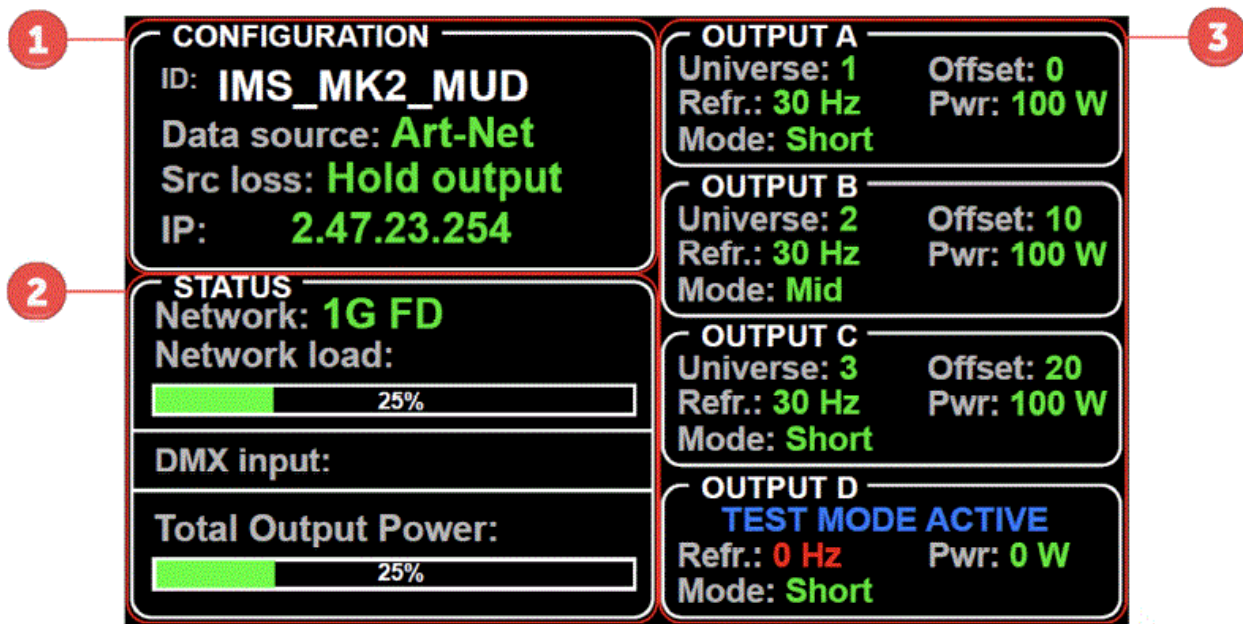 1
CONFIGURATION
ID: IMS_MK2_MUD
Data source: Art-Net
Src loss: Hold output
IP: 2.47.23.254
2
STATUS
Network: 1G FD
Network load:
25%
DMX input:
Total Output Power:
25%
3
OUTPUT A
Universe: 1 Offset: 0
Refr.: 30 Hz Pwr: 100 W
Mode: Short
OUTPUT B
Universe: 2 Offset: 10
Refr.: 30 Hz Pwr: 100 W
Mode: Mid
OUTPUT C
Universe: 3 Offset: 20
Refr.: 30 Hz Pwr: 100 W
Mode: Short
OUTPUT D
TEST MODE ACTIVE
Refr.: 0 Hz Pwr: 0 W
Mode: Short